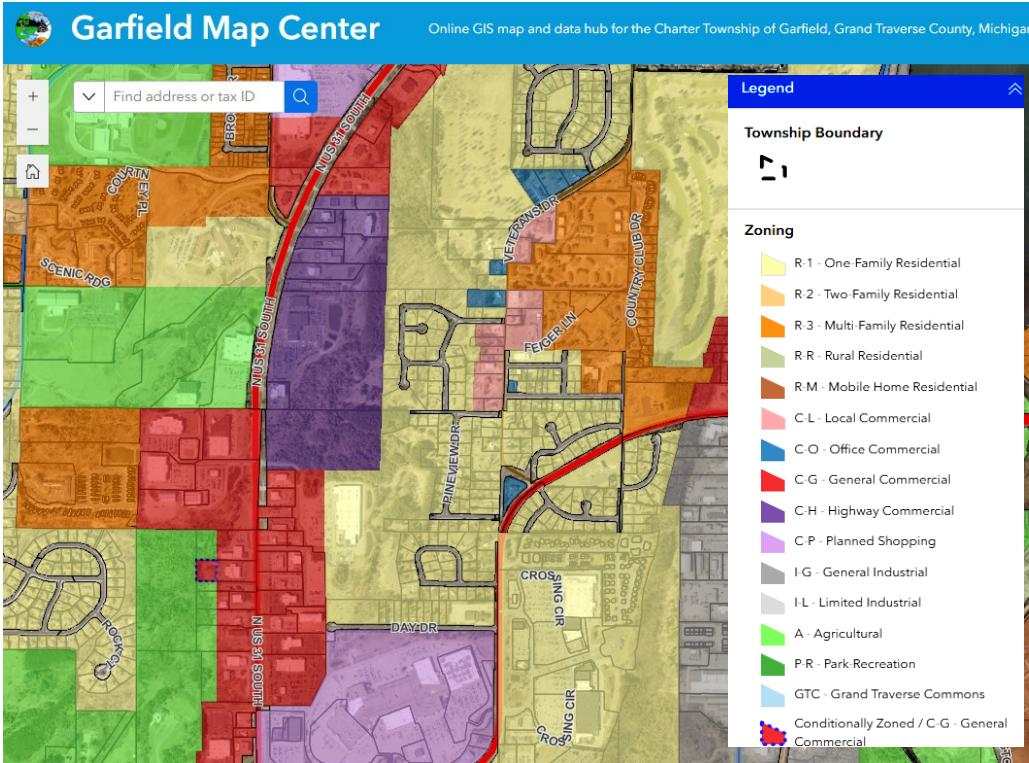 Garfield Map Center
Online GIS map and data hub for the Charter Township of Garfield, Grand Traverse County, Michigan
+
Find address or tax ID
−
BRO
N US 31 SOUTH
COURTNEY PL
SCENIC RDG
VETERANS DR
COUNTRY CLUB DR
N US 31 SOUTH
FEIGER LN
PINEVIEW DR
CROSSING CIR
DAY DR
ROCK CT
N US 31 SOUTH
CROSSING CIR
Legend
Township Boundary
Zoning
R-1 - One-Family Residential
R-2 - Two-Family Residential
R-3 - Multi-Family Residential
R-R - Rural Residential
R-M - Mobile Home Residential
C-L - Local Commercial
C-O - Office Commercial
C-G - General Commercial
C-H - Highway Commercial
C-P - Planned Shopping
I-G - General Industrial
I-L - Limited Industrial
A - Agricultural
P-R - Park-Recreation
GTC - Grand Traverse Commons
Conditionally Zoned / C-G - General
Commercial